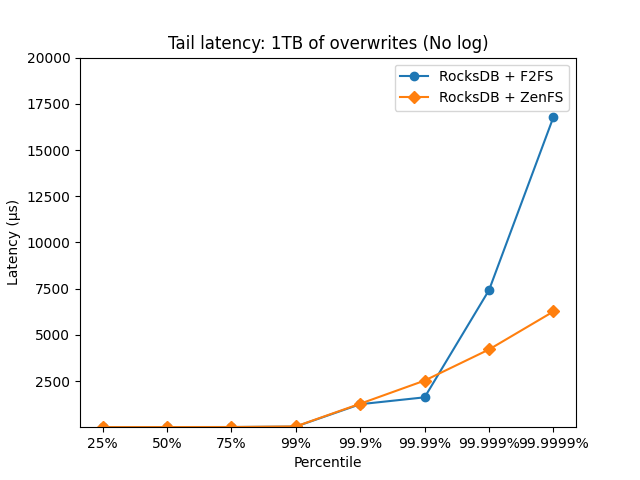 Tail latency: 1TB of overwrites (No log)
RocksDB + F2FS
RocksDB + ZenFS
20000
17500
15000
12500
10000
7500
5000
2500
Latency (μs)
25% 50% 75% 99% 99.9% 99.99% 99.999% 99.9999%
Percentile